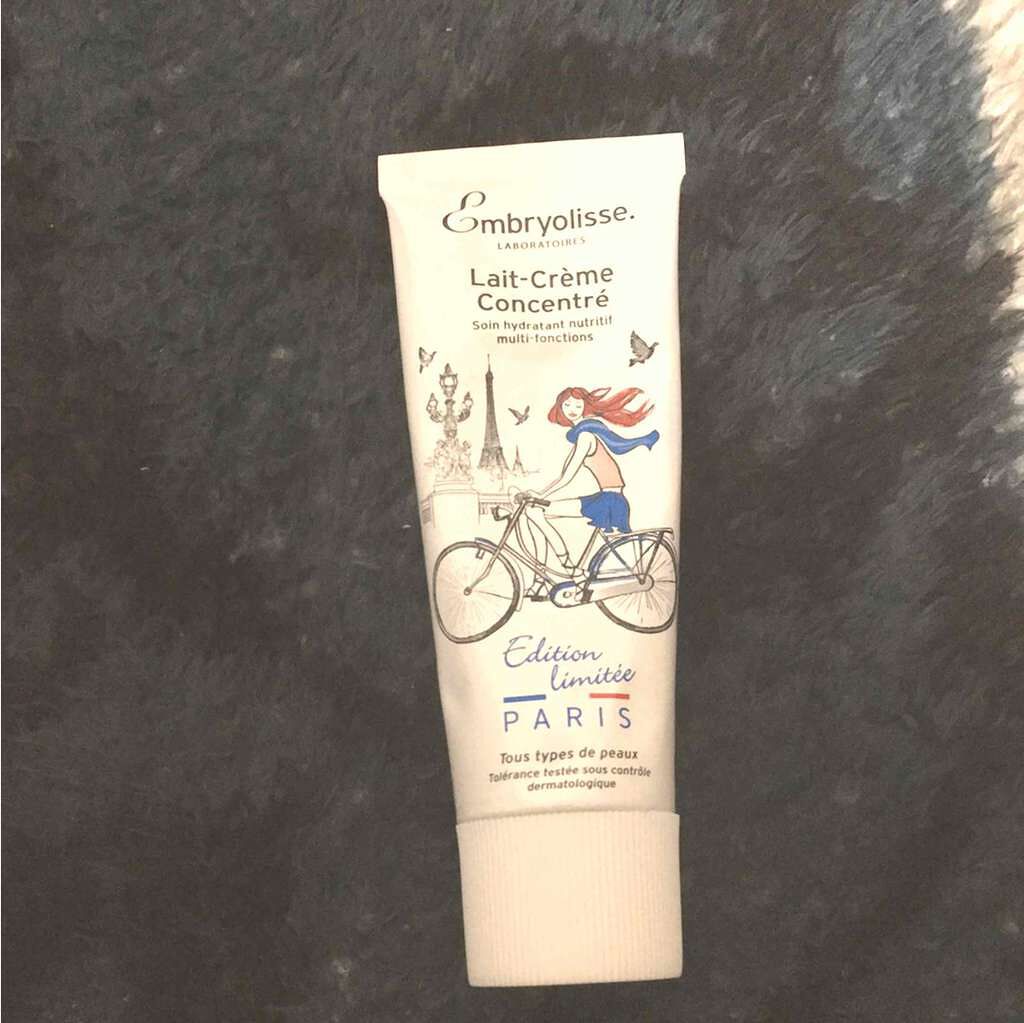 Embryolisse.
LABORATOIRES
Lait-Crème
Concentré
Soin hydratant nutritif
multi-fonctions
Edition
limitée
PARIS
Tous types de peaux
Tolérance testée sous contrôle
dermatologique